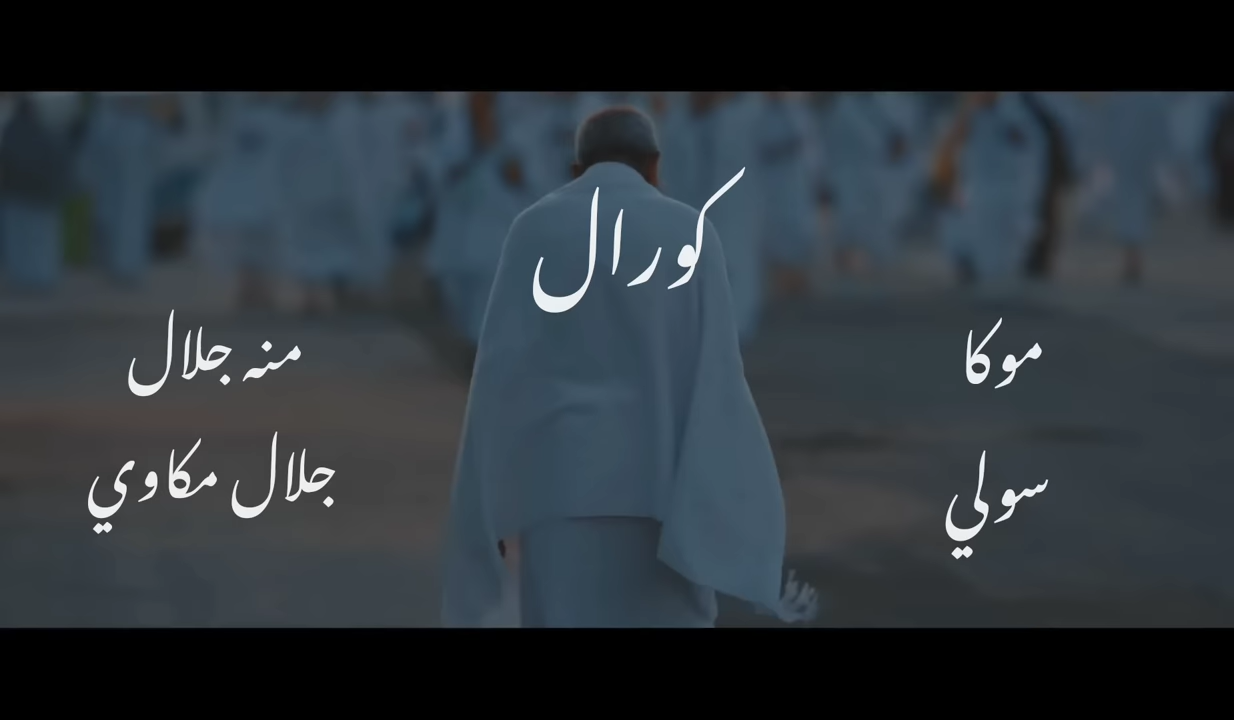 كورال
موكا
منه جلال
سولي
جلال مكاوي